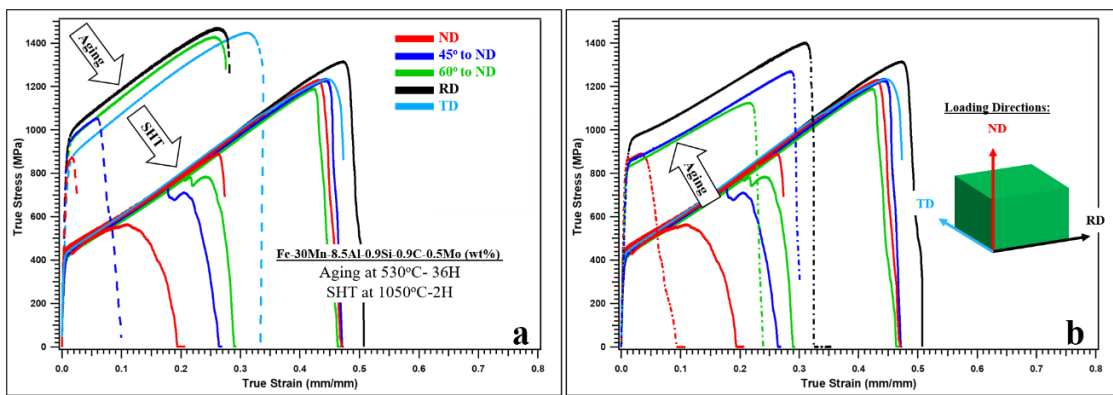 a
1400
1200
1000
800
600
400
200
0
True Stress (MPa)
0.0 0.1 0.2 0.3 0.4 0.5 0.6 0.7 0.8
True Strain (mm/mm)
Aging
SHT
ND
45° to ND
60° to ND
RD
TD
Fe-30Mn-8.5Al-0.9Si-0.9C-0.5Mo (wt%)
Aging at 530°C- 36H
SHT at 1050°C-2H
b
1400
1200
1000
800
600
400
200
0
True Stress (MPa)
0.0 0.1 0.2 0.3 0.4 0.5 0.6 0.7 0.8
True Strain (mm/mm)
Aging
Loading Directions:
ND
TD
RD